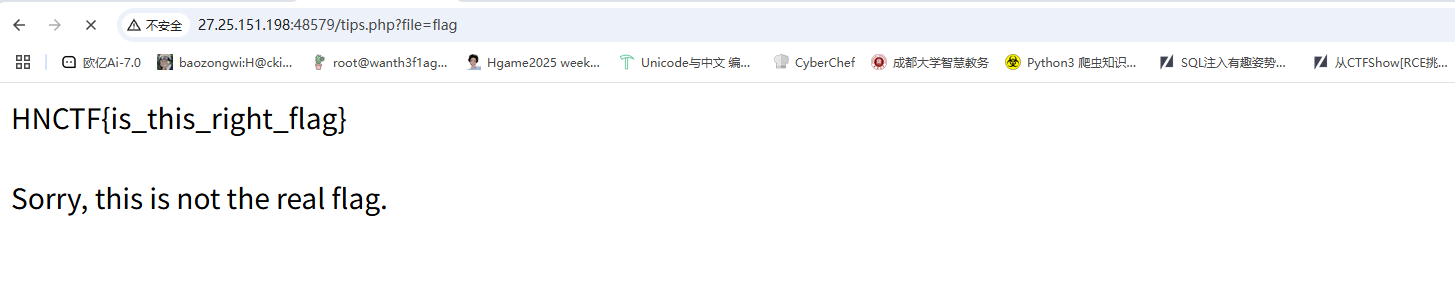 不安全 27.25.151.198:48579/tips.php?file=flag
欧亿Ai-7.0 baozongwi:H@cki... root@wanth3f1ag... Hgame2025 week... Unicode与中文 编... CyberChef 成都大学智慧教务 Python3 爬虫知识... SQL注入有趣姿势... 从CTFShow[RCE挑...
HNCTF{is_this_right_flag}
Sorry, this is not the real flag.